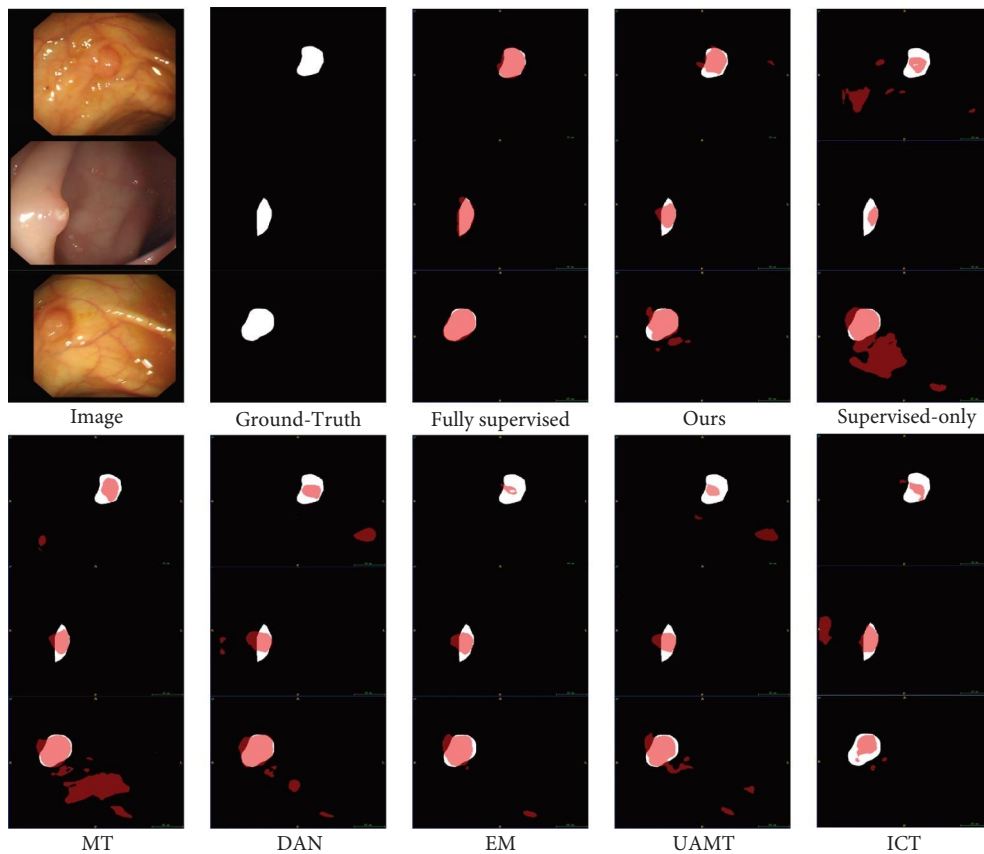 Image
Ground-Truth
Fully supervised
Ours
Supervised-only
MT
DAN
EM
UAMT
ICT